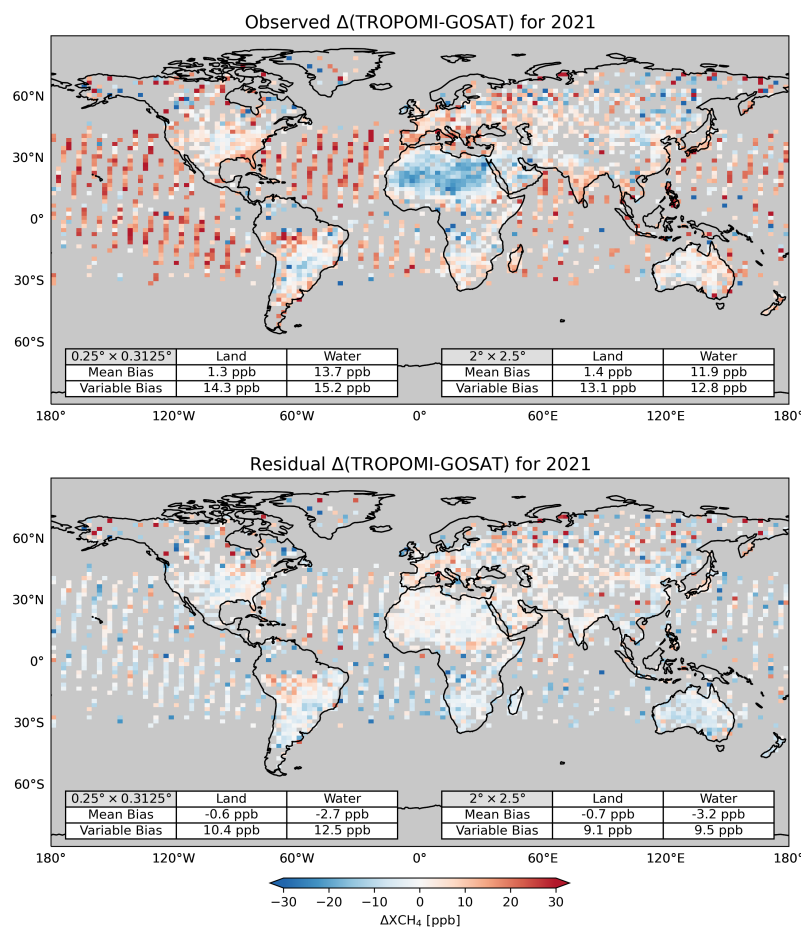 Observed Δ(TROPOMI-GOSAT) for 2021
60°N
30°N
0°
30°S
60°S
0.25° × 0.3125° Land Water
Mean Bias 1.3 ppb 13.7 ppb
Variable Bias 14.3 ppb 15.2 ppb
2° × 2.5° Land Water
Mean Bias 1.4 ppb 11.9 ppb
Variable Bias 13.1 ppb 12.8 ppb
180° 120°W 60°W 0° 60°E 120°E 180°
Residual Δ(TROPOMI-GOSAT) for 2021
60°N
30°N
0°
30°S
60°S
0.25° × 0.3125° Land Water
Mean Bias -0.6 ppb -2.7 ppb
Variable Bias 10.4 ppb 12.5 ppb
2° × 2.5° Land Water
Mean Bias -0.7 ppb -3.2 ppb
Variable Bias 9.1 ppb 9.5 ppb
180° 120°W 60°W 0° 60°E 120°E 180°
−30 −20 −10 0 10 20 30
ΔXCH₄ [ppb]